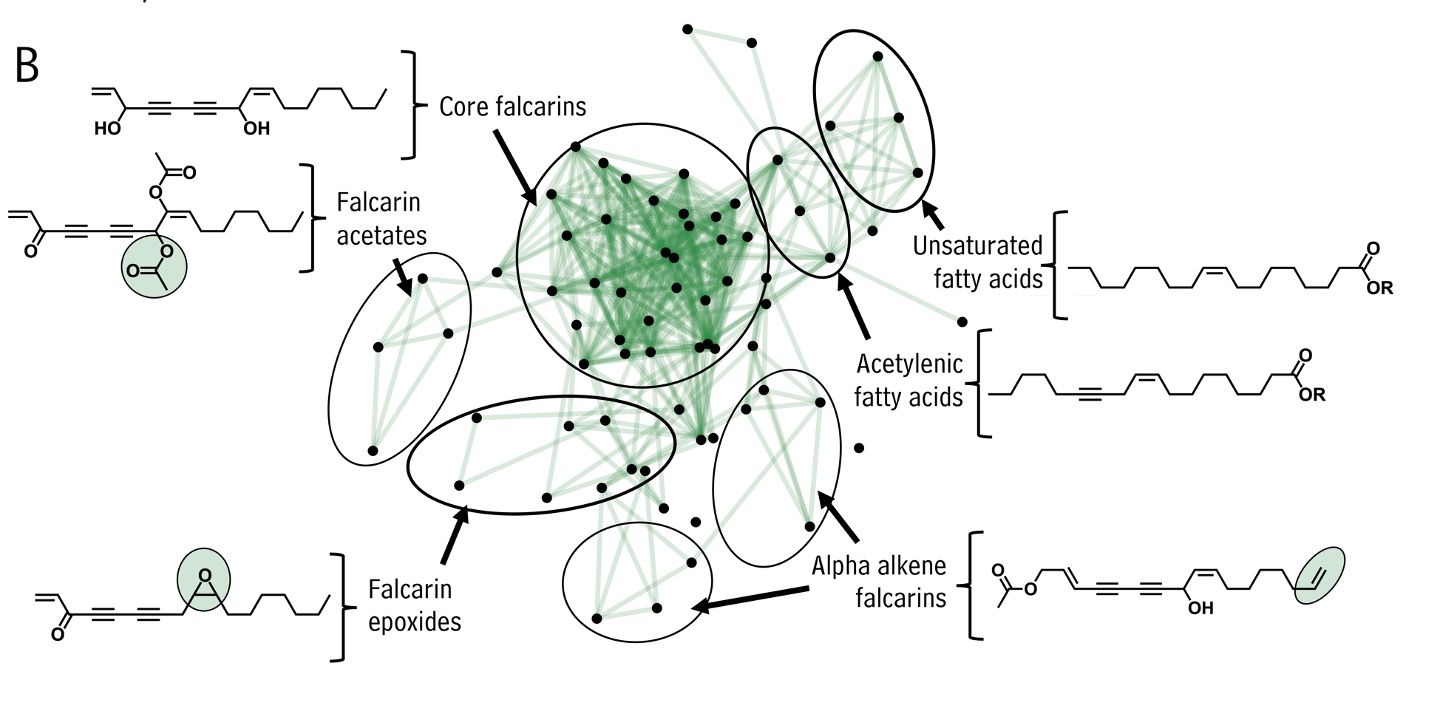 B
HO
OH
Core falcarins
O
O
O
O
O
O
Falcarin
acetates
Unsaturated
fatty acids
O
OR
Acetylenic
fatty acids
O
OR
O
O
Falcarin
epoxides
Alpha alkene
falcarins
O
O
OH